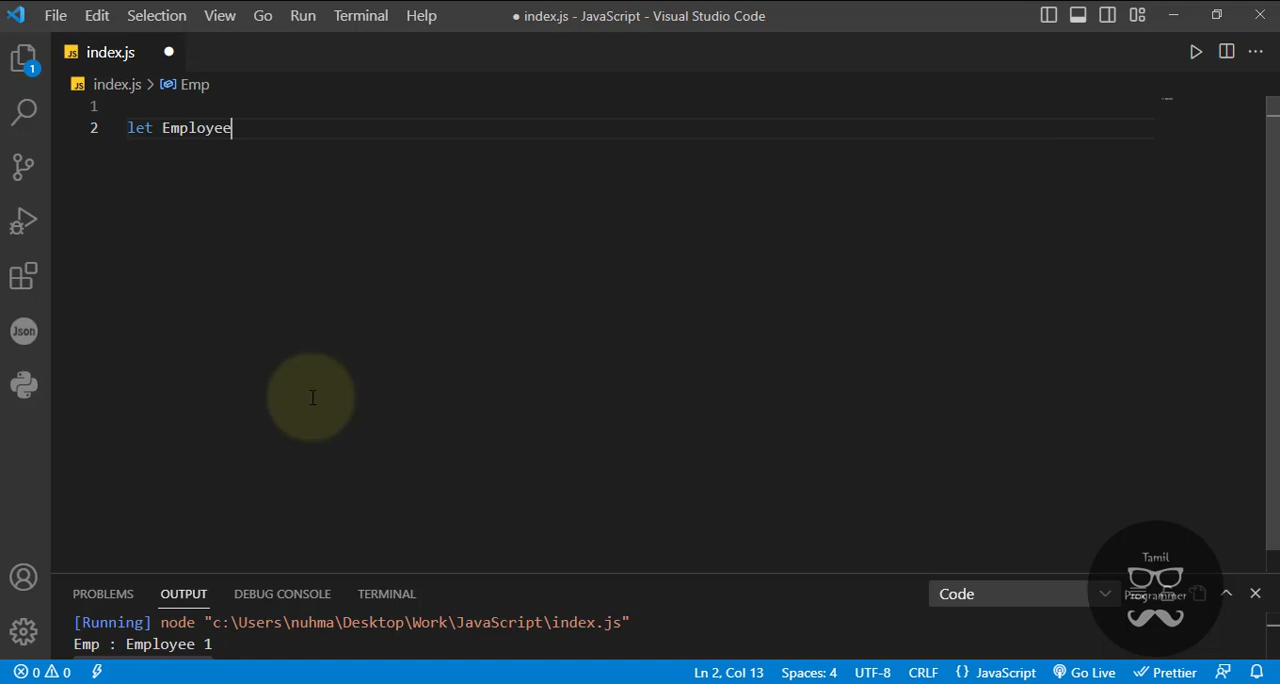 File Edit Selection View Go Run Terminal Help
● index.js - JavaScript - Visual Studio Code
JS index.js ●
1
JS index.js > Emp
1
2 let Employee
Json
Tamil
Programmer
PROBLEMS OUTPUT DEBUG CONSOLE TERMINAL
Code
[Running] node "c:\Users\nuhma\Desktop\Work\JavaScript\index.js"
Emp : Employee 1
0 0
Ln 2, Col 13 Spaces: 4 UTF-8 CRLF {} JavaScript Go Live Prettier